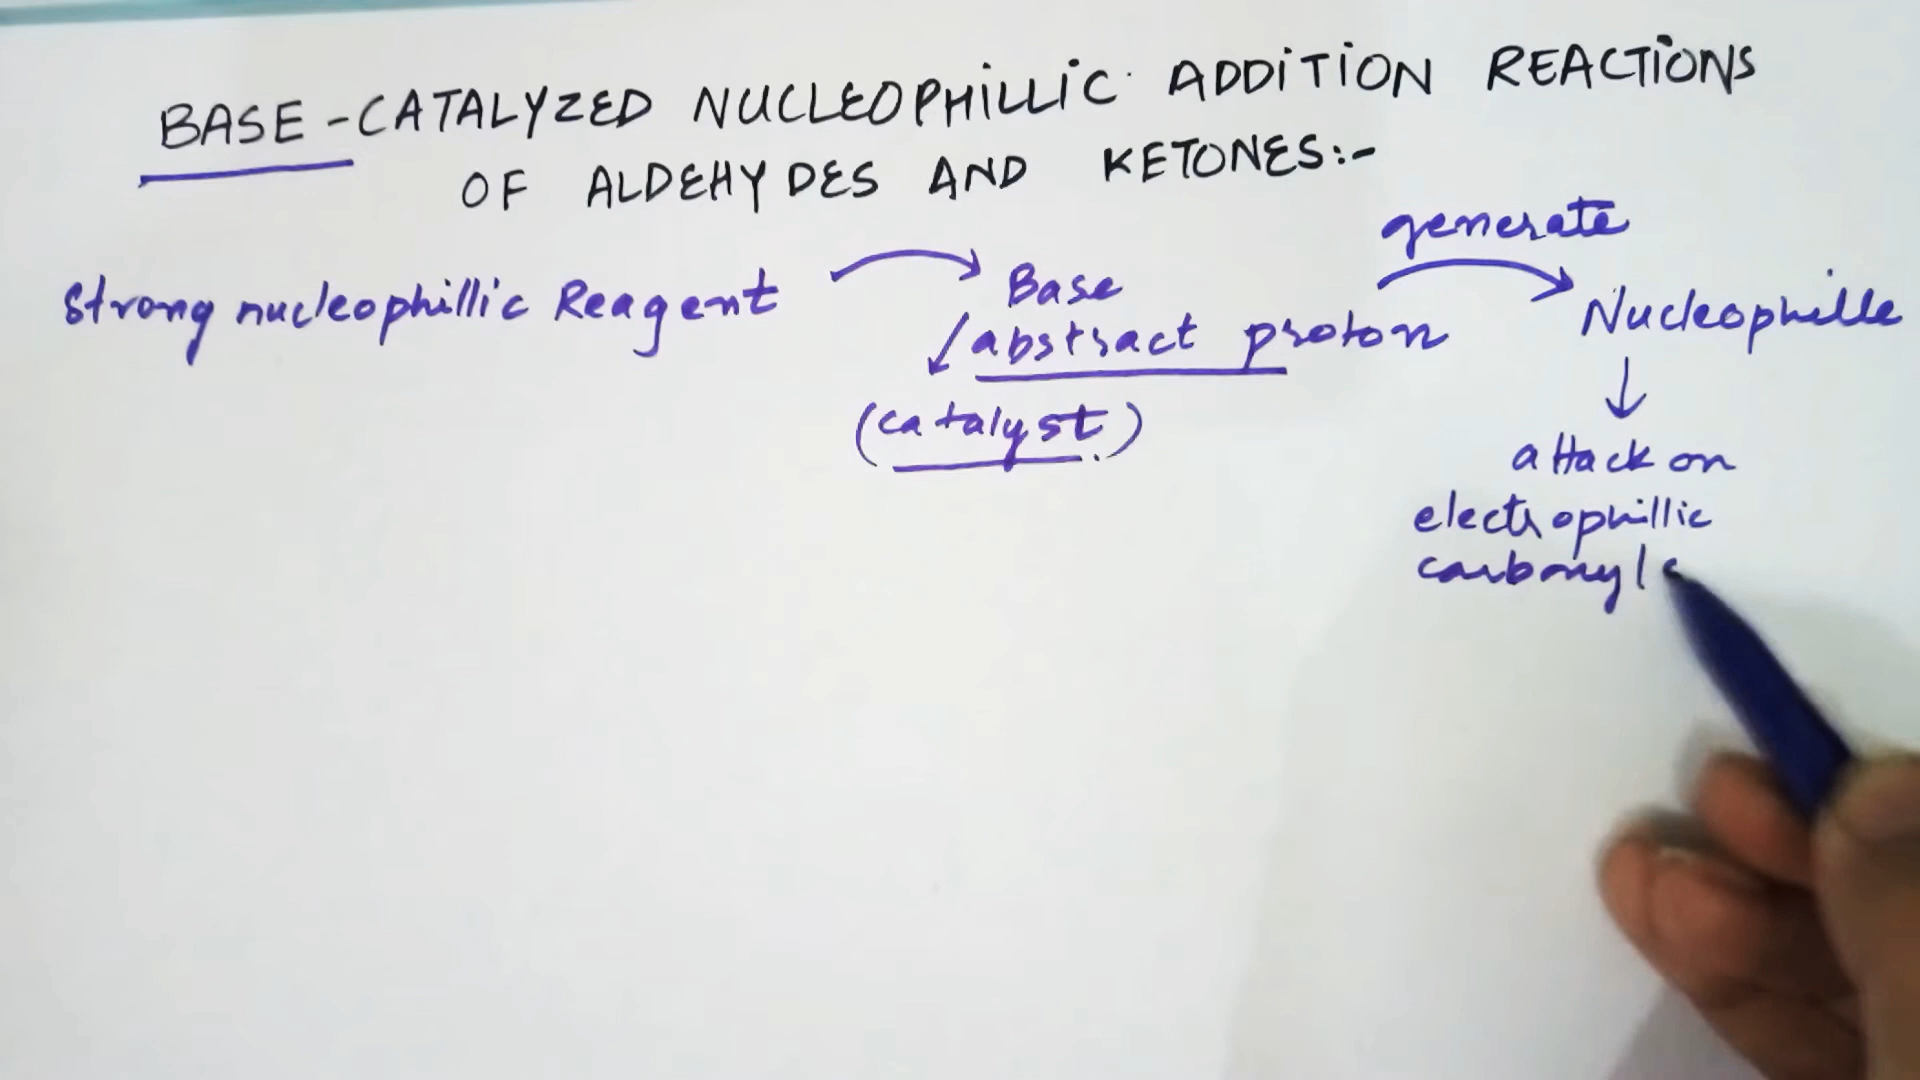 BASE-CATALYZED NUCLEOPHILLIC ADDITION REACTIONS
OF ALDEHYDES AND KETONES:-
generate
Strong nucleophillic Reagent
Base
Nucleophille
abstract proton
(catalyst)
attack on
electrophillic
carbonyl c